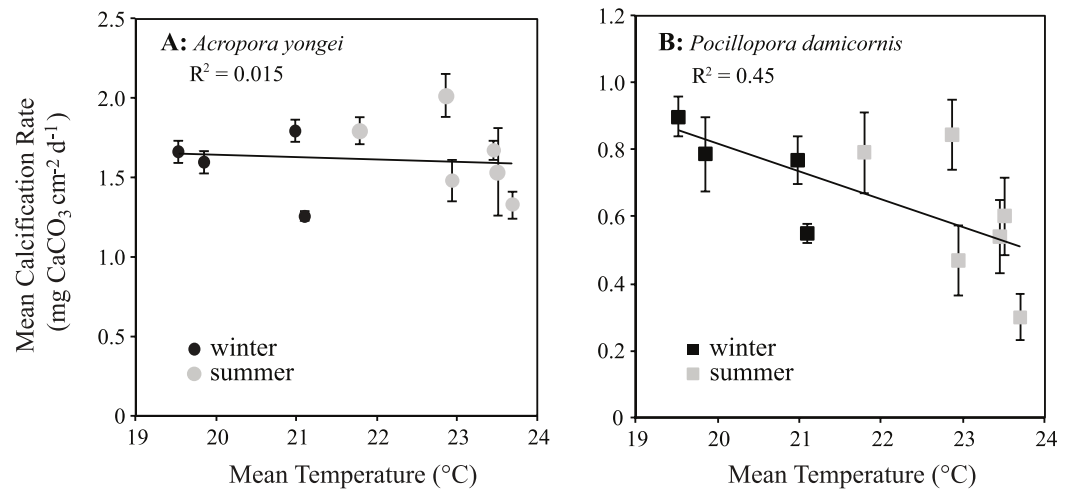 Mean Calcification Rate
(mg CaCO₃ cm⁻² d⁻¹)
2.5
2.0
1.5
1.0
0.5
0
A: Acropora yongei
R² = 0.015
winter
summer
19
20
21
22
23
24
Mean Temperature (°C)
1.2
1.0
0.8
0.6
0.4
0.2
0
B: Pocillopora damicornis
R² = 0.45
winter
summer
19
20
21
22
23
24
Mean Temperature (°C)